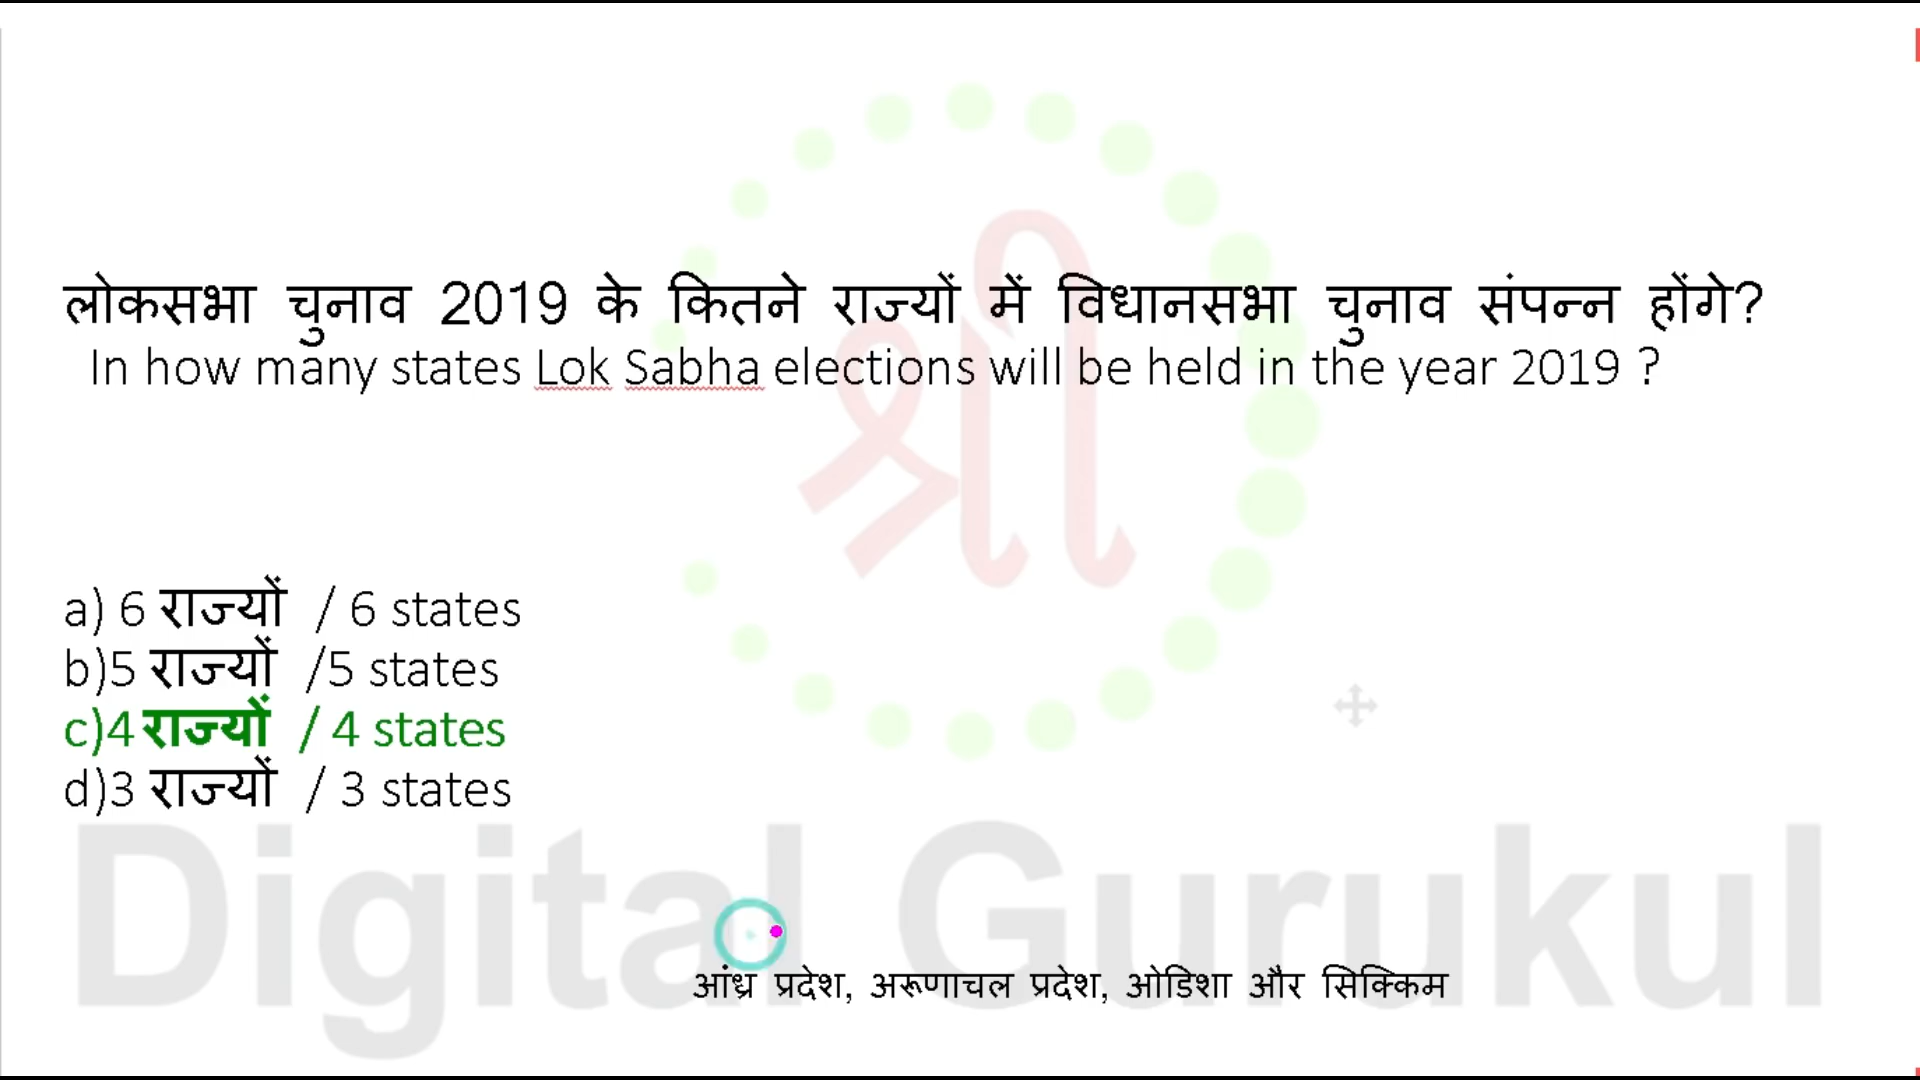 लोकसभा चुनाव 2019 के कितने राज्यों में विधानसभा चुनाव संपन्न होंगे?
In how many states Lok Sabha elections will be held in the year 2019 ?
श्री
a) 6 राज्यों / 6 states
b)5 राज्यों /5 states
c)4 राज्यों / 4 states
d)3 राज्यों / 3 states
Digital Gurukul
आंध्र प्रदेश, अरूणाचल प्रदेश, ओडिशा और सिक्किम